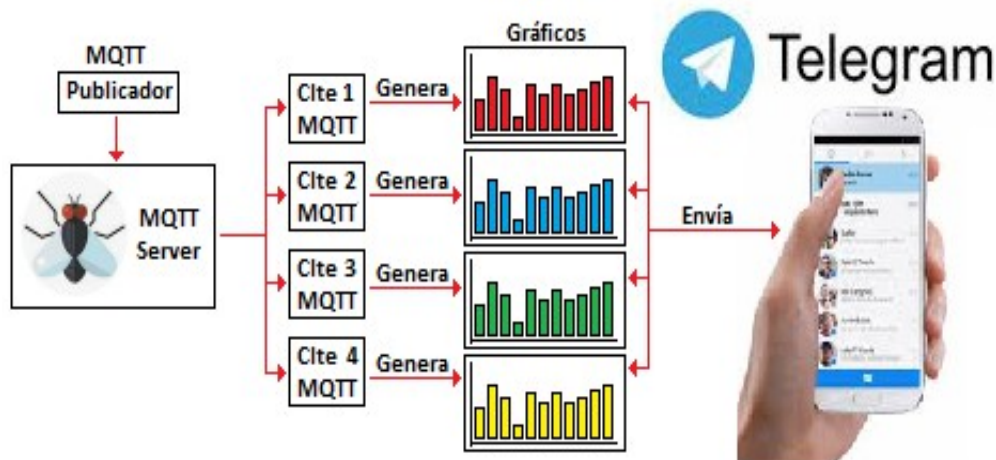 MQTT
Publicador
MQTT
Server
Clte 1
MQTT
Genera
Clte 2
MQTT
Genera
Clte 3
MQTT
Genera
Clte 4
MQTT
Genera
Gráficos
Envía
Telegram